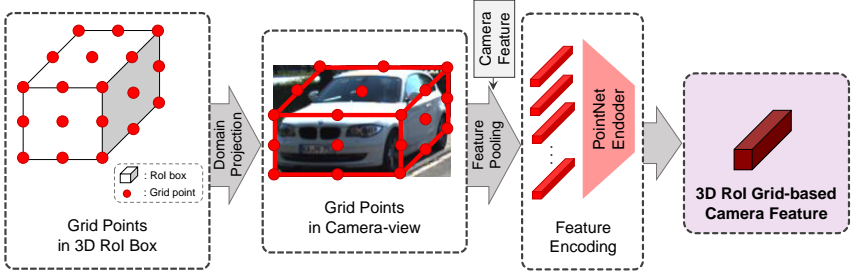 : RoI box
: Grid point
Grid Points
in 3D RoI Box
Domain
Projection
Grid Points
in Camera-view
Camera
Feature
Feature
Pooling
PointNet
Endoder
Feature
Encoding
3D RoI Grid-based
Camera Feature